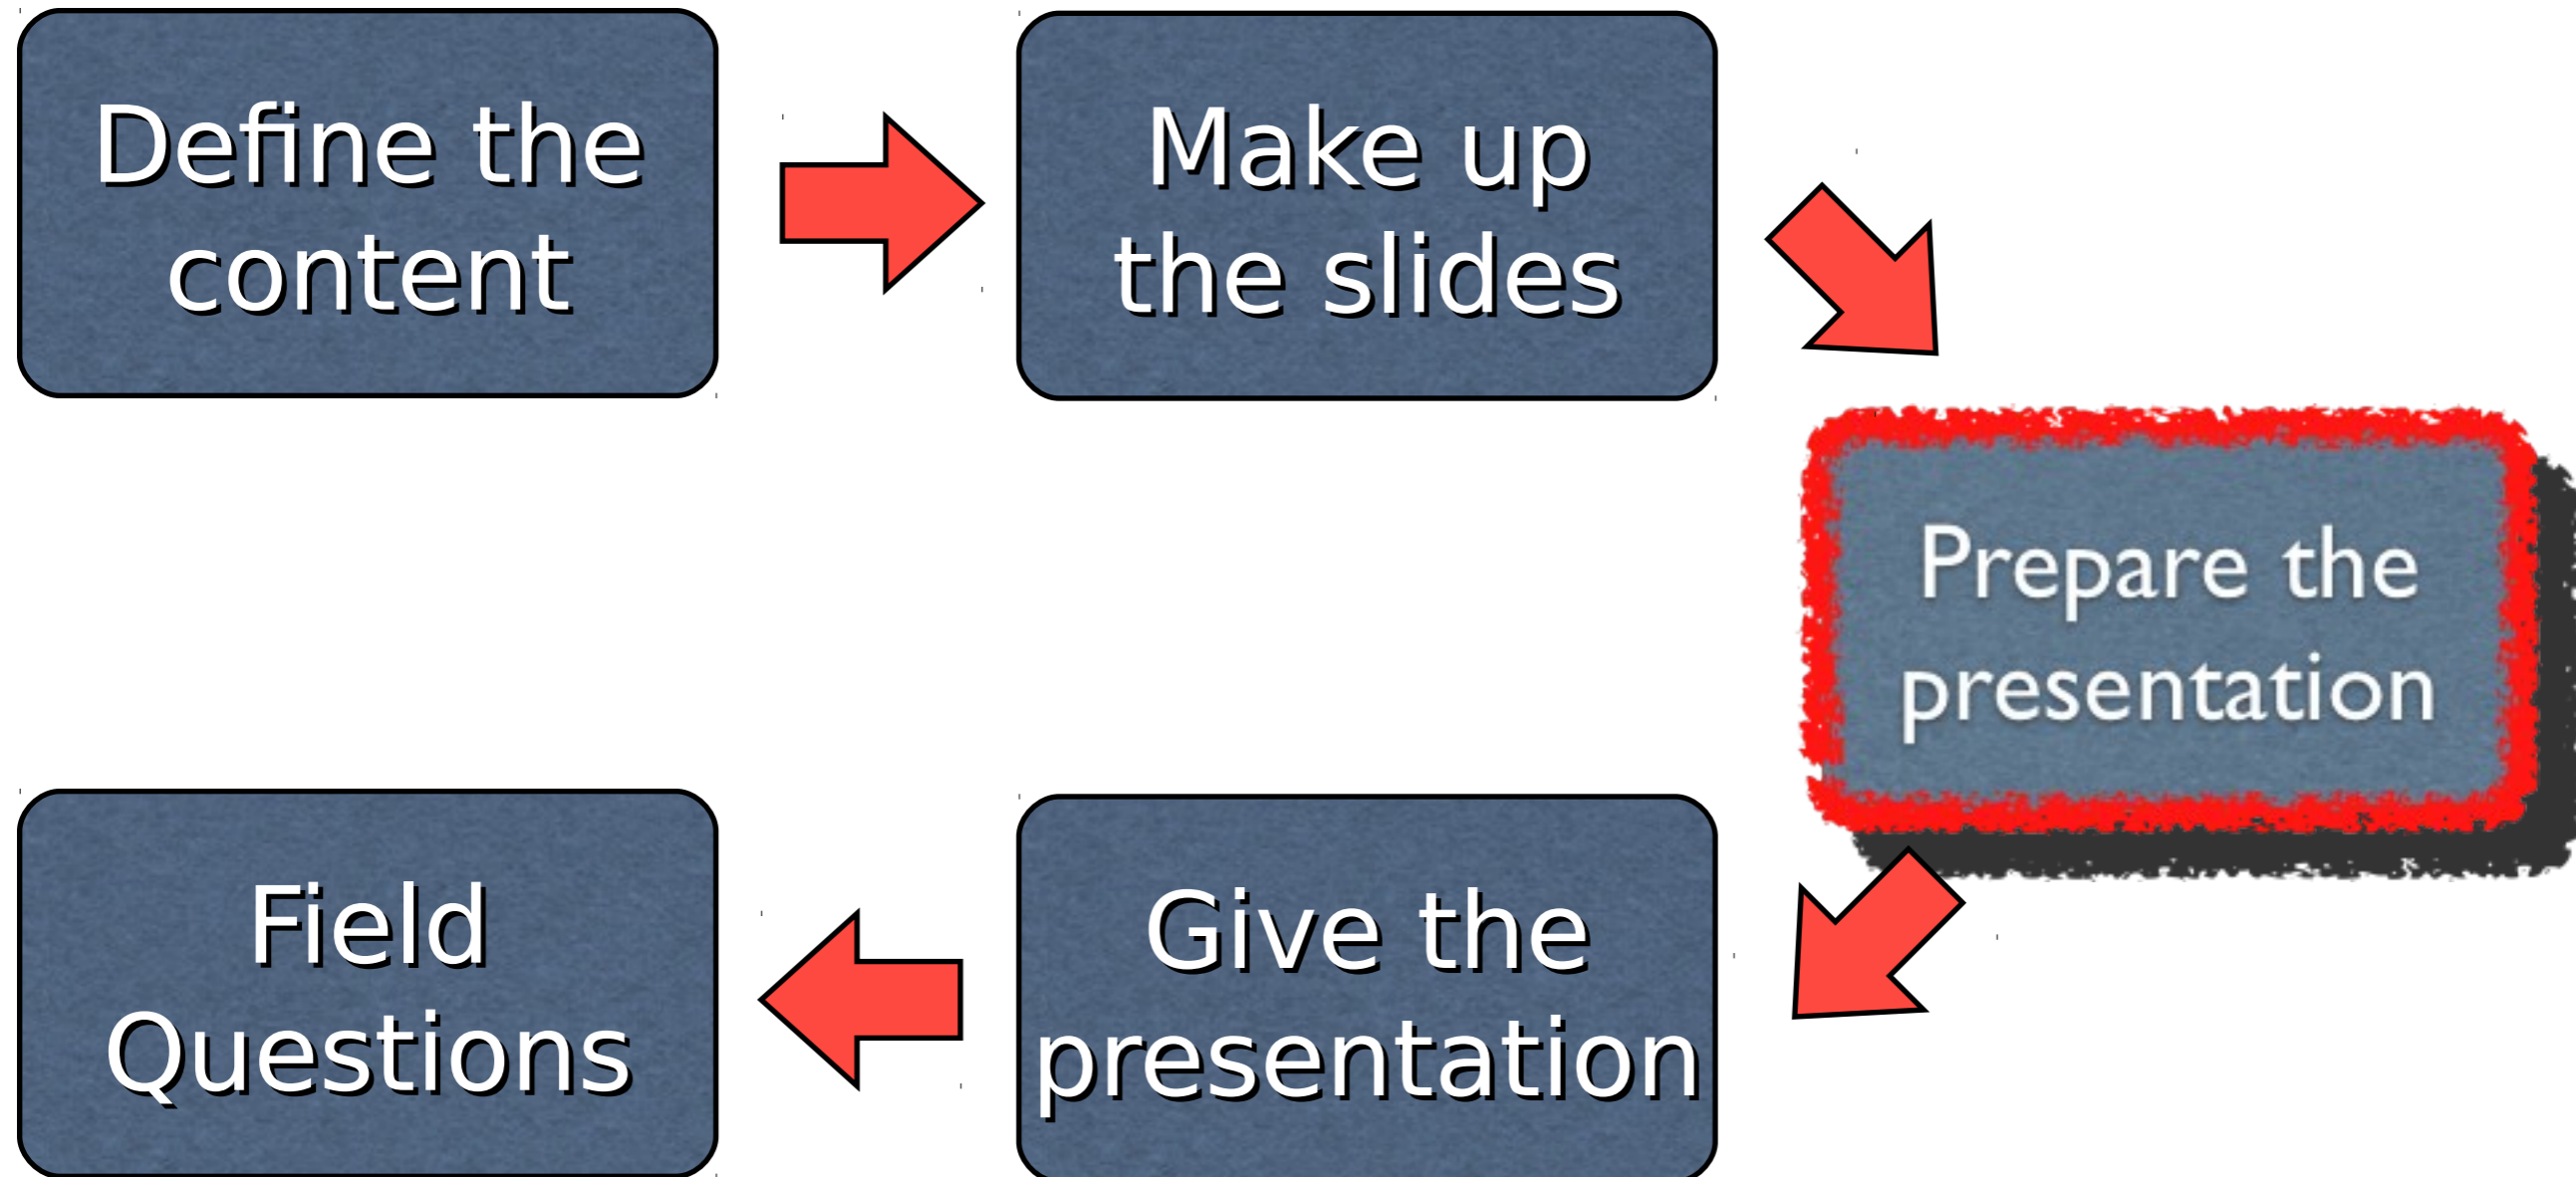 Define the
content
Make up
the slides
Prepare the
presentation
Give the
presentation
Field
Questions